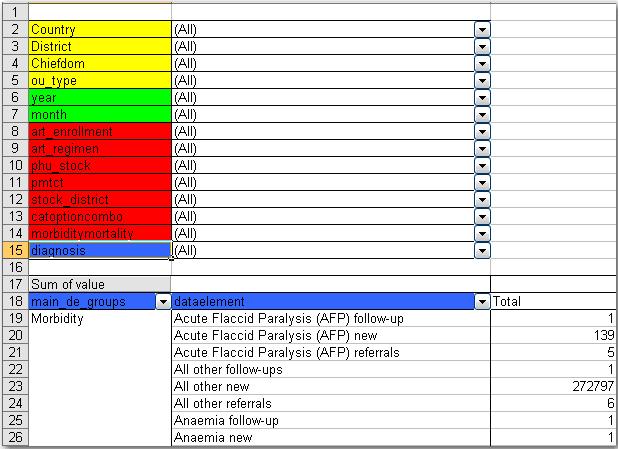 1
2 Country (All)
3 District (All)
4 Chiefdom (All)
5 ou_type (All)
6 year (All)
7 month (All)
8 art_enrollment (All)
9 art_regimen (All)
10 phu_stock (All)
11 pmtct (All)
12 stock_district (All)
13 catoptioncombo (All)
14 morbiditymortality (All)
15 diagnosis (All)
16
17 Sum of value
18 main_de_groups dataelement Total
19 Morbidity Acute Flaccid Paralysis (AFP) follow-up 1
20 Acute Flaccid Paralysis (AFP) new 139
21 Acute Flaccid Paralysis (AFP) referrals 5
22 All other follow-ups 1
23 All other new 272797
24 All other referrals 6
25 Anaemia follow-up 1
26 Anaemia new 1